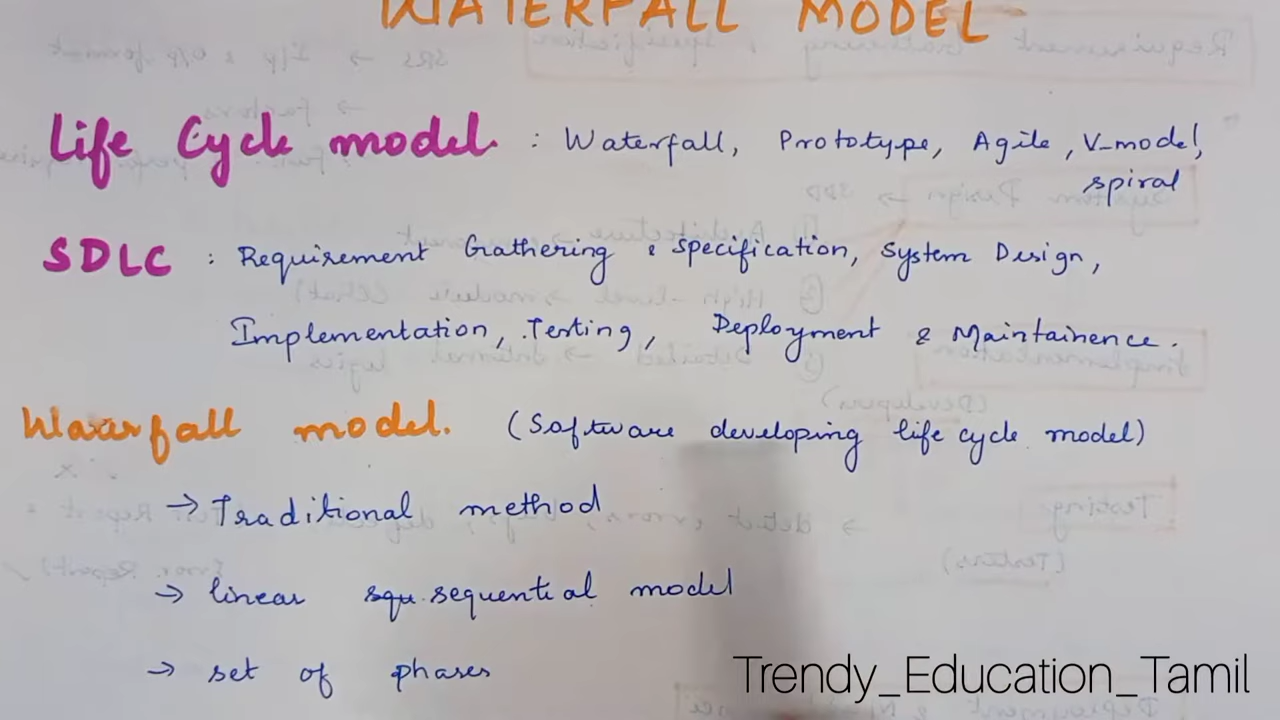 WATERFALL MODEL
Life Cycle model. : Waterfall, Prototype, Agile, V-model,
spiral
SDLC : Requirement Gathering & specification, System Design,
Implementation, Testing, Deployment & Maintainence.
Waterfall model. (Software developing life cycle model)
→ Traditional method
→ linear squ.sequential model
→ set of phases
Trendy_Education_Tamil